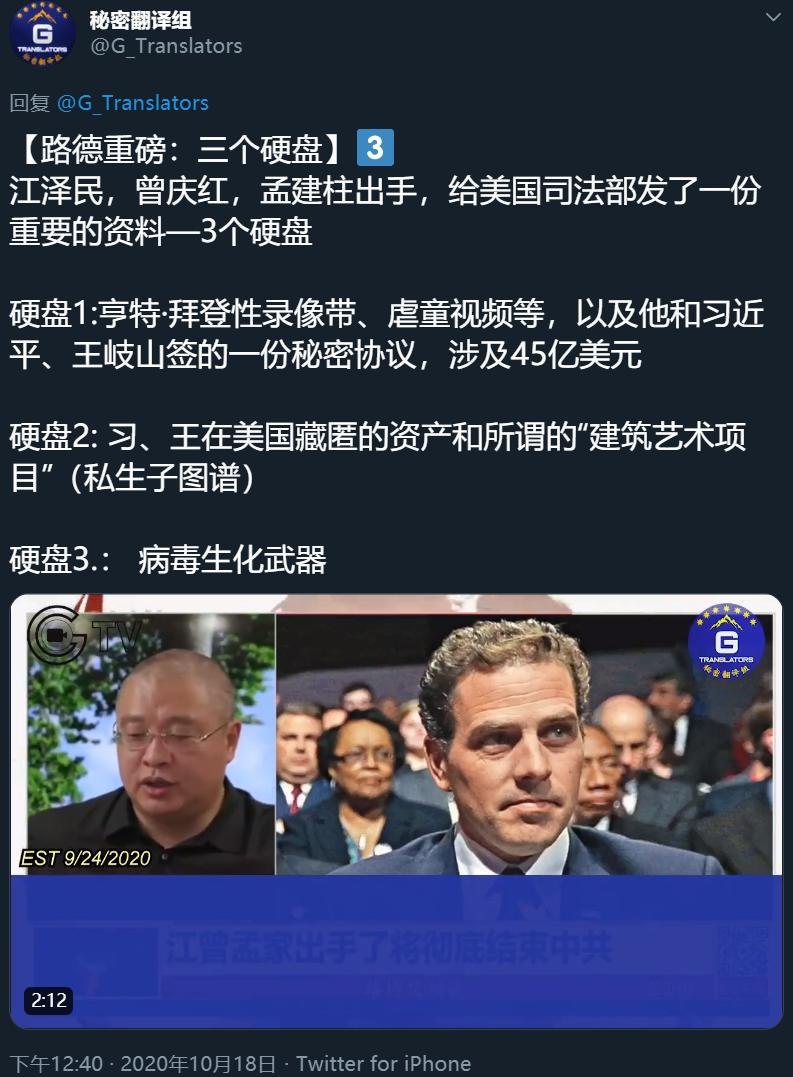 秘密翻译组
@G_Translators
回复 @G_Translators
【路德重磅：三个硬盘】3
江泽民，曾庆红，孟建柱出手，给美国司法部发了一份
重要的资料—3个硬盘
硬盘1:亨特·拜登性录像带、虐童视频等，以及他和习近
平、王岐山签的一份秘密协议，涉及45亿美元
硬盘2: 习、王在美国藏匿的资产和所谓的“建筑艺术项
目”（私生子图谱）
硬盘3.： 病毒生化武器
G TV
G
TRANSLATORS
秘密翻译组
EST 9/24/2020
江曾孟家出手了将彻底结束中共
2:12
下午12:40 · 2020年10月18日 · Twitter for iPhone